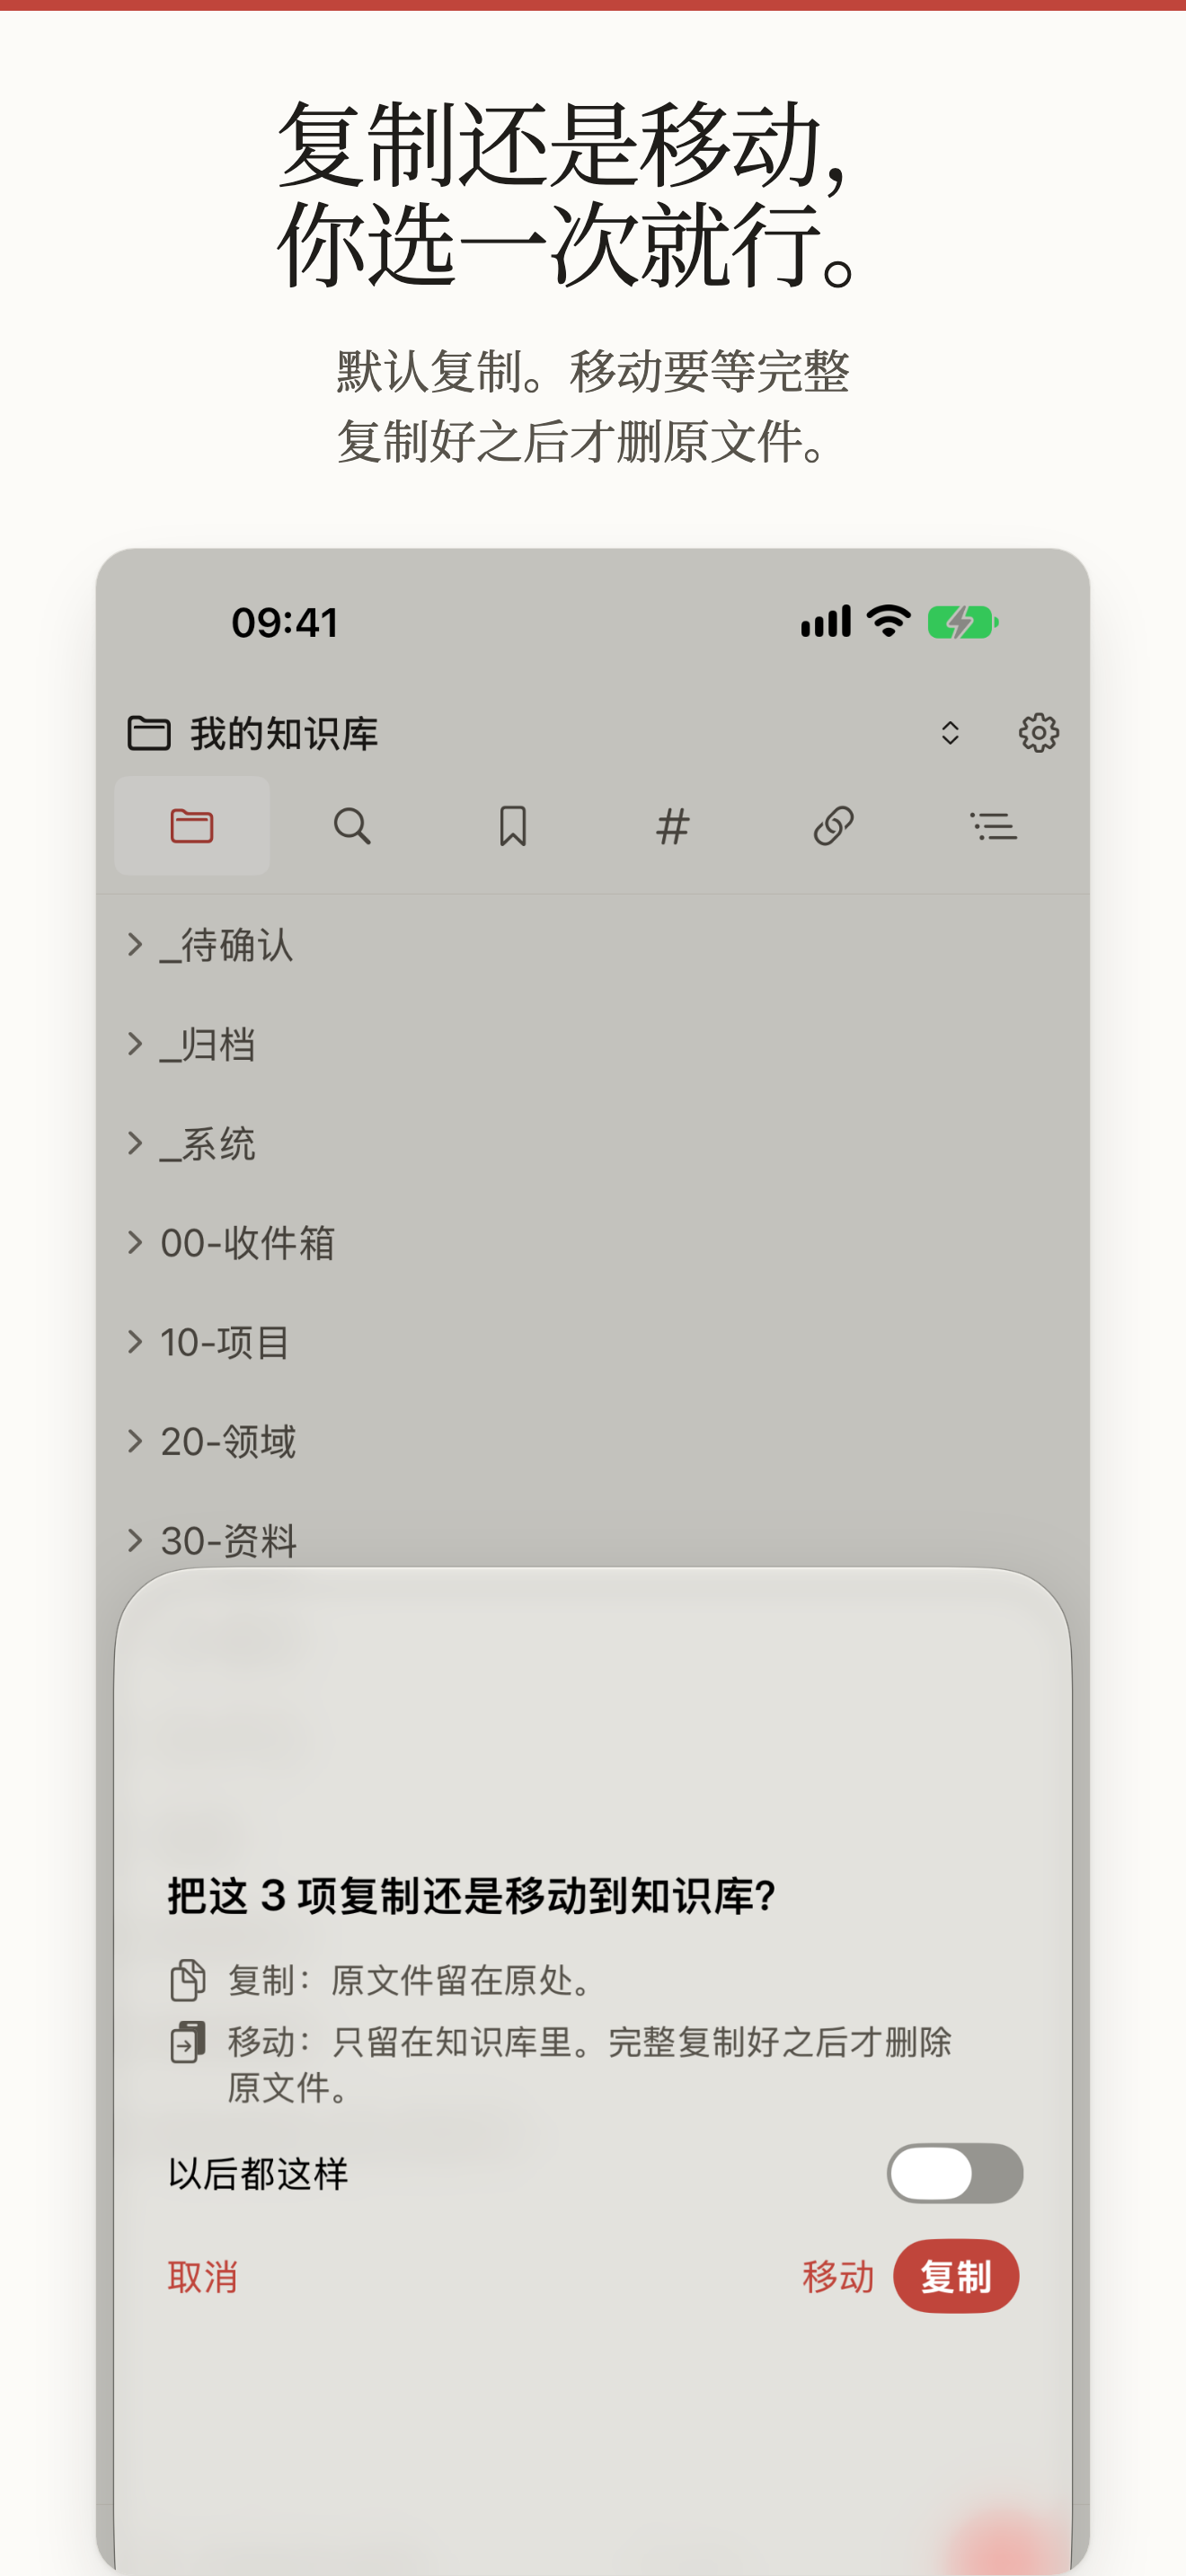 复制还是移动，
你选一次就行。
默认复制。移动要等完整
复制好之后才删原文件。
09:41
我的知识库
_待确认
_归档
_系统
00-收件箱
10-项目
20-领域
30-资料
把这 3 项复制还是移动到知识库？
复制：原文件留在原处。
移动：只留在知识库里。完整复制好之后才删除
原文件。
以后都这样
取消
移动
复制